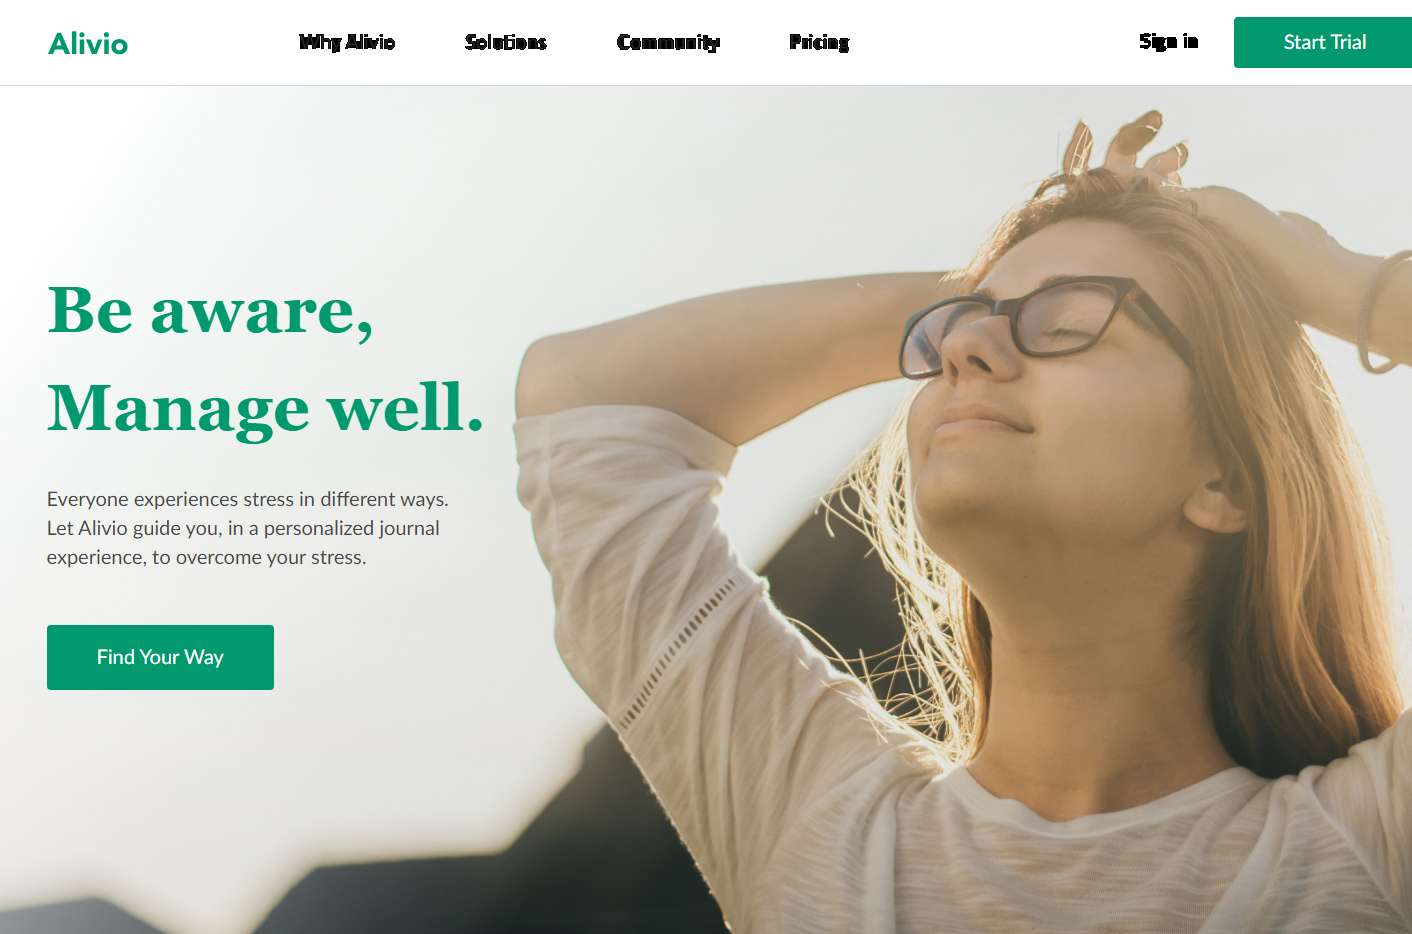 Alivio
Why Alivio
Solutions
Community
Pricing
Sign in
Start Trial
Be aware,
Manage well.
Everyone experiences stress in different ways.
Let Alivio guide you, in a personalized journal
experience, to overcome your stress.
Find Your Way